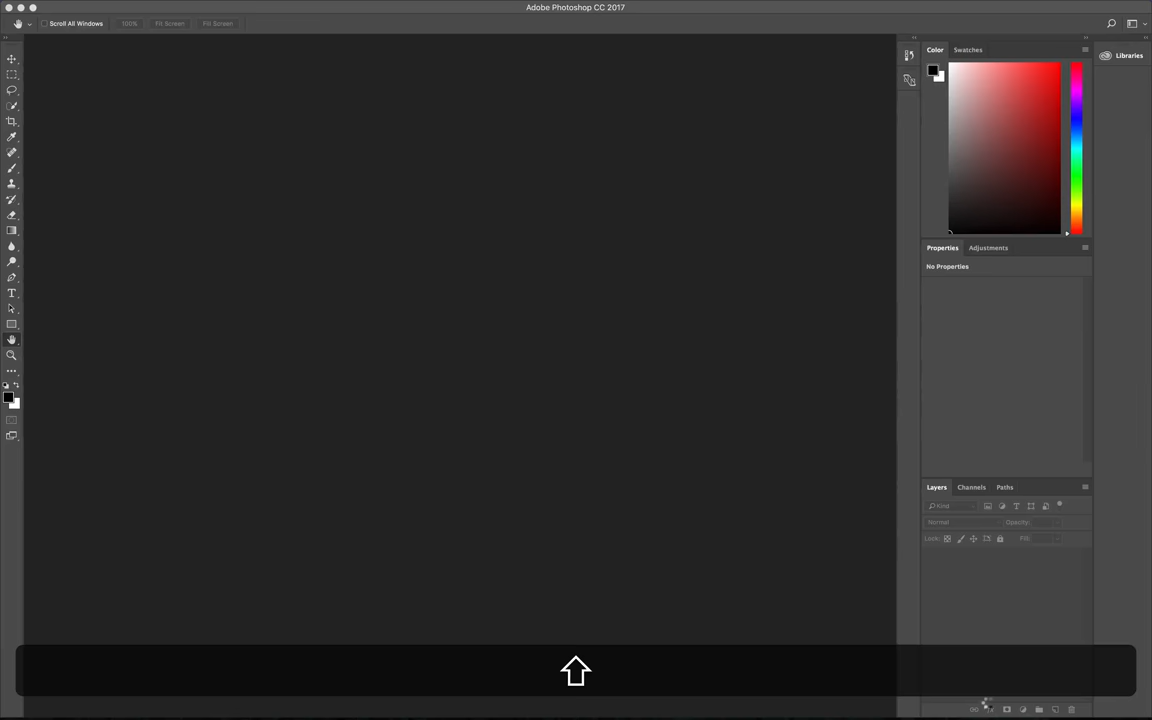 Adobe Photoshop CC 2017
Scroll All Windows 100% Fit Screen Fill Screen
Color Swatches
Libraries
Properties Adjustments
No Properties
Layers Channels Paths
Kind
Normal Opacity:
Lock: Fill: